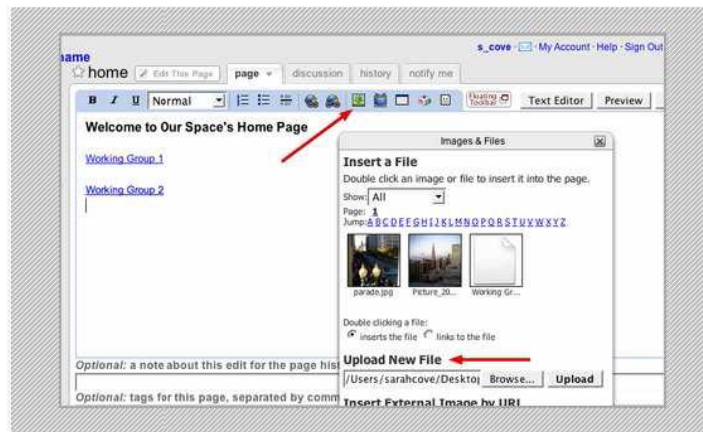 s_cove · My Account · Help · Sign Out
name
home Edit This Page page discussion history notify me
B I U Normal Floating Toolbar Text Editor Preview
Welcome to Our Space's Home Page
Working Group 1
Working Group 2
Images & Files
Insert a File
Double click an image or file to insert it into the page.
Show: All
Page: 1
Jump: A B C D E F G H I J K L M N O P Q R S T U V W X Y Z
parade.jpg Picture_20... Working Gr...
Double clicking a file:
inserts the file links to the file
Upload New File
/Users/sarahcove/Desktop Browse... Upload
Insert External Image by URL
Optional: a note about this edit for the page his
Optional: tags for this page, separated by comm